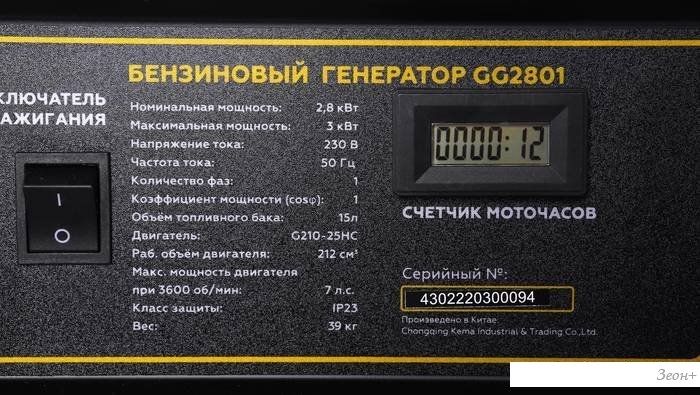 БЕНЗИНОВЫЙ ГЕНЕРАТОР GG2801
КЛЮЧАТЕЛЬ
АЖИГАНИЯ
Номинальная мощность: 2,8 кВт
Максимальная мощность: 3 кВт
Напряжение тока: 230 В
Частота тока: 50 Гц
Количество фаз: 1
Коэффициент мощности (cosφ): 1
Объём топливного бака: 15л
Двигатель: G210-25HC
Раб. объём двигателя: 212 см³
Макс. мощность двигателя
при 3600 об/мин: 7 л.с.
Класс защиты: IP23
Вес: 39 кг
0000:12
СЧЕТЧИК МОТОЧАСОВ
Серийный №:
4302220300094
Произведено в Китае
Chongqing Kema Industrial & Trading Co.,Ltd.
Зеон+